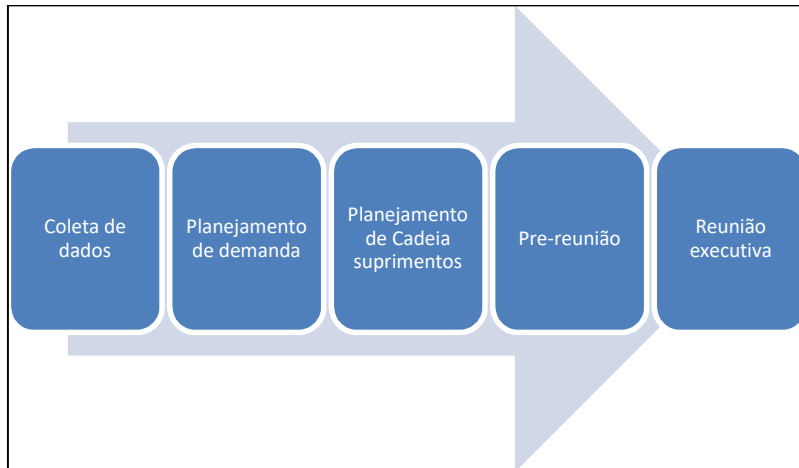 Coleta de
dados
Planejamento
de demanda
Planejamento
de Cadeia
suprimentos
Pre-reunião
Reunião
executiva